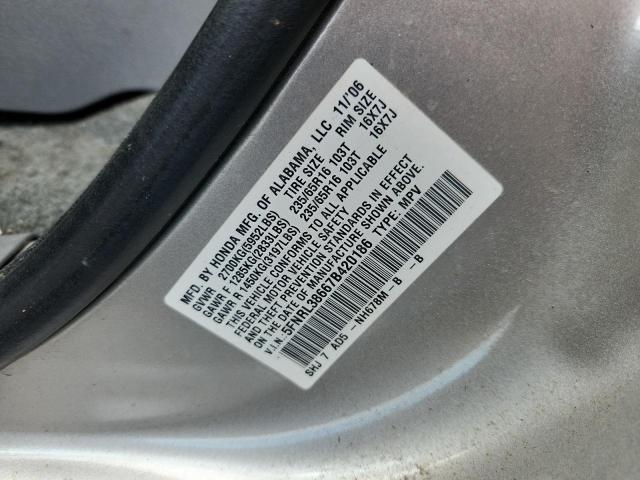 MFD. BY HONDA MFG. OF ALABAMA, LLC 11/'06
GVWR 2700KG(5952LBS) TIRE SIZE RIM SIZE
GAWR F 1285KG(2833LBS) 235/65R16 103T 16X7J
GAWR R 1450KG(3197LBS) 235/65R16 103T 16X7J
THIS VEHICLE CONFORMS TO ALL APPLICABLE
FEDERAL MOTOR VEHICLE SAFETY
AND THEFT PREVENTION STANDARDS IN EFFECT
ON THE DATE OF MANUFACTURE SHOWN ABOVE.
V.I.N. 5FNRL38667B420186 TYPE: MPV
SHJ 7 AD5 -NH678M - B - B